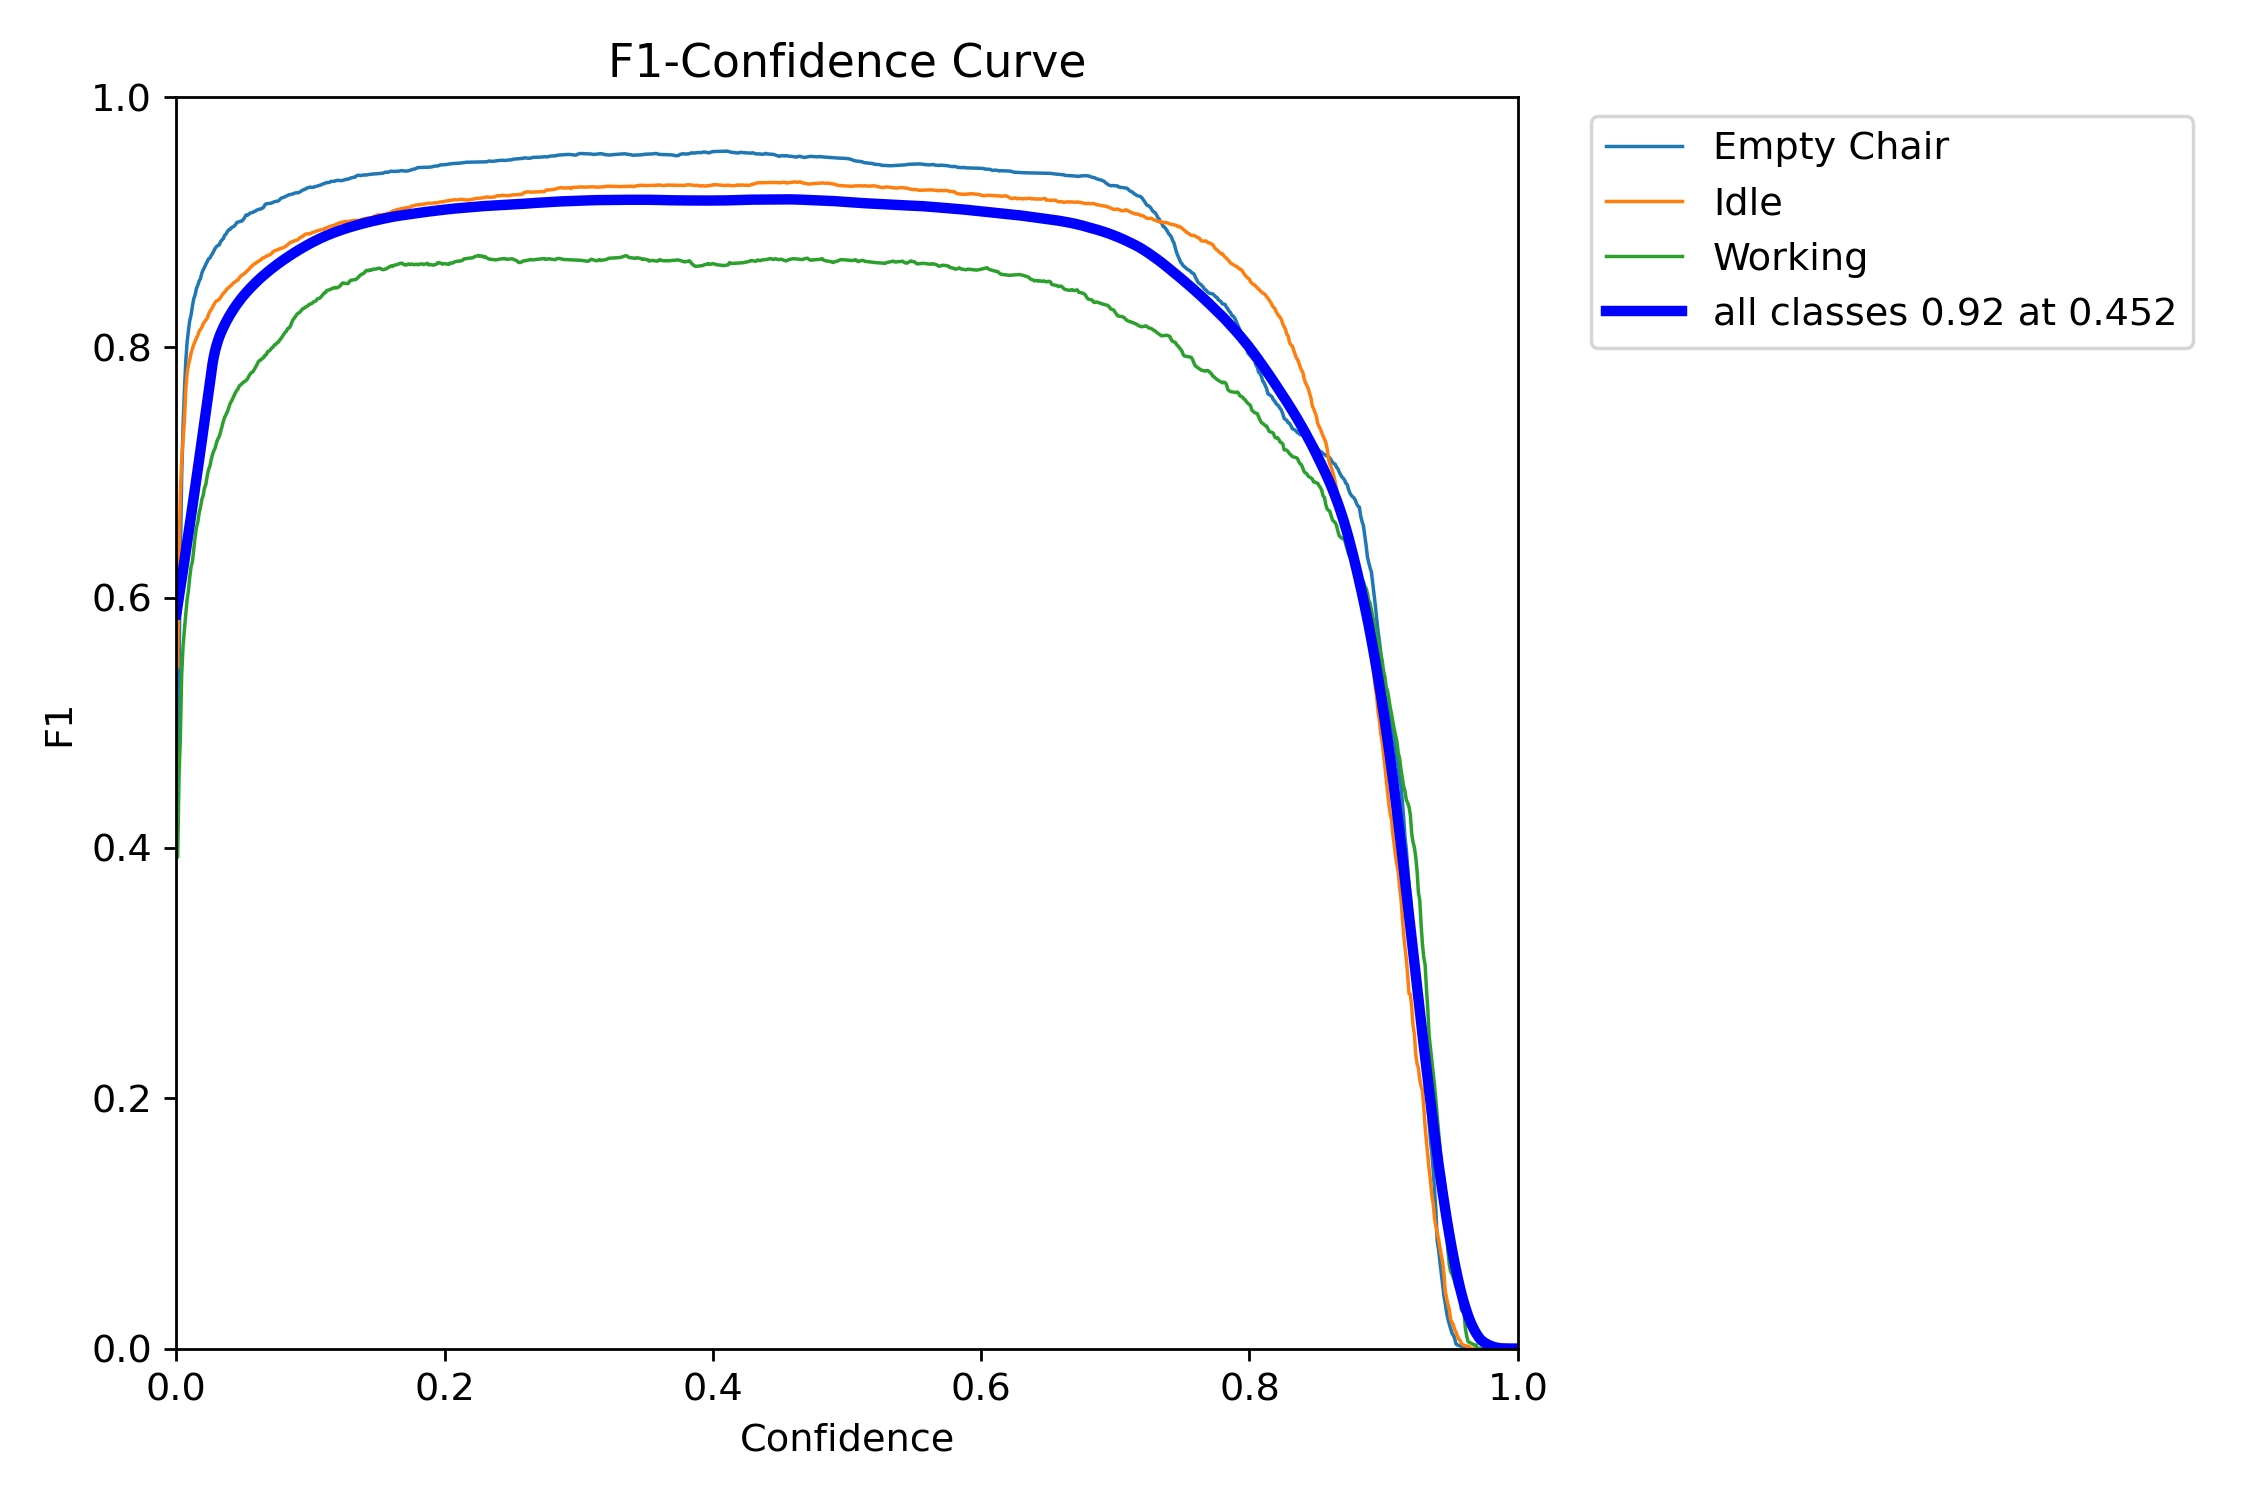 F1-Confidence Curve
1.0
0.8
0.6
0.4
0.2
0.0
F1
0.0 0.2 0.4 0.6 0.8 1.0
Confidence
Empty Chair
Idle
Working
all classes 0.92 at 0.452